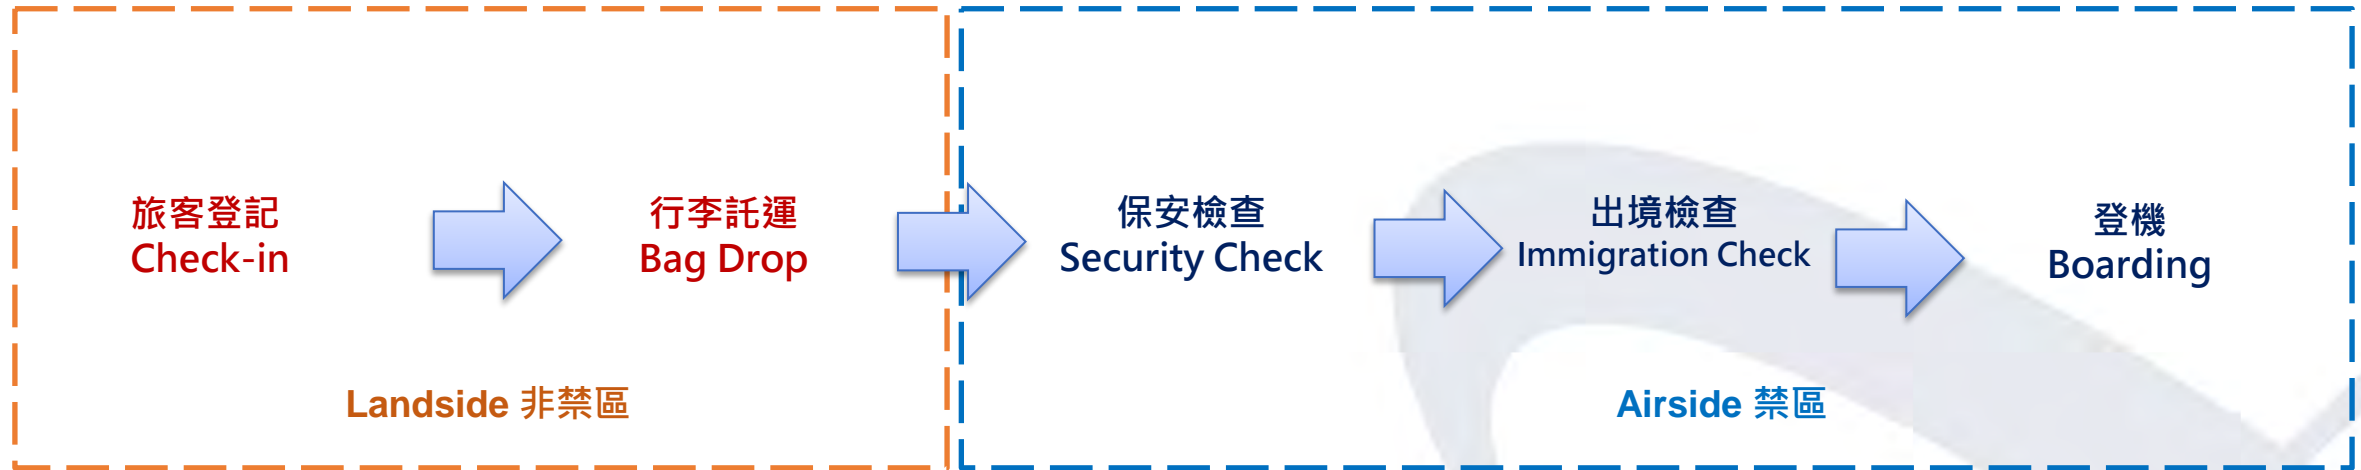 旅客登記
Check-in
行李託運
Bag Drop
保安檢查
Security Check
出境檢查
Immigration Check
登機
Boarding
Landside 非禁區
Airside 禁區